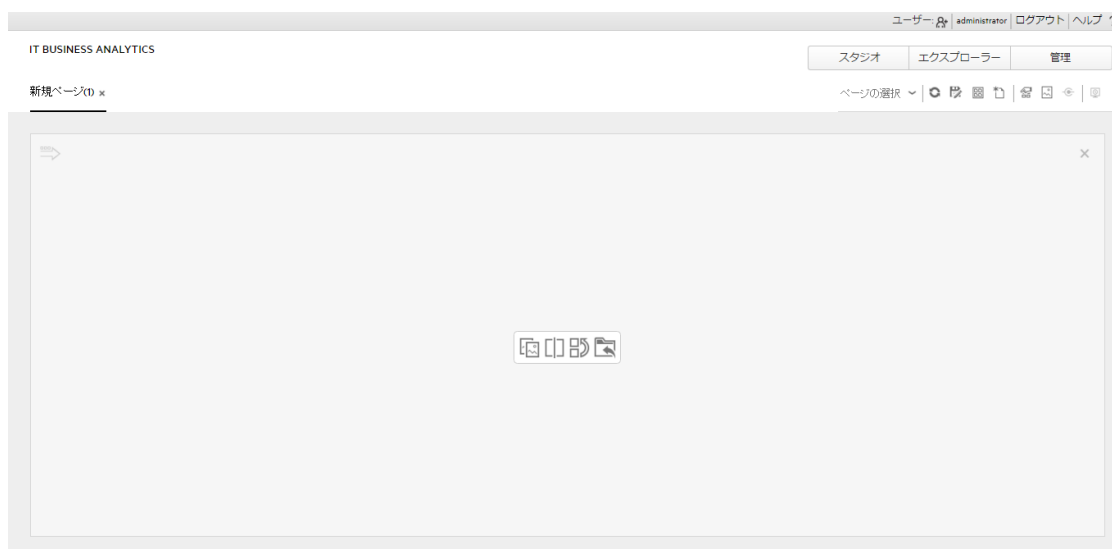 ユーザー: administrator ログアウト ヘルプ
IT BUSINESS ANALYTICS
スタジオ エクスプローラー 管理
新規ページ(1) × ページの選択